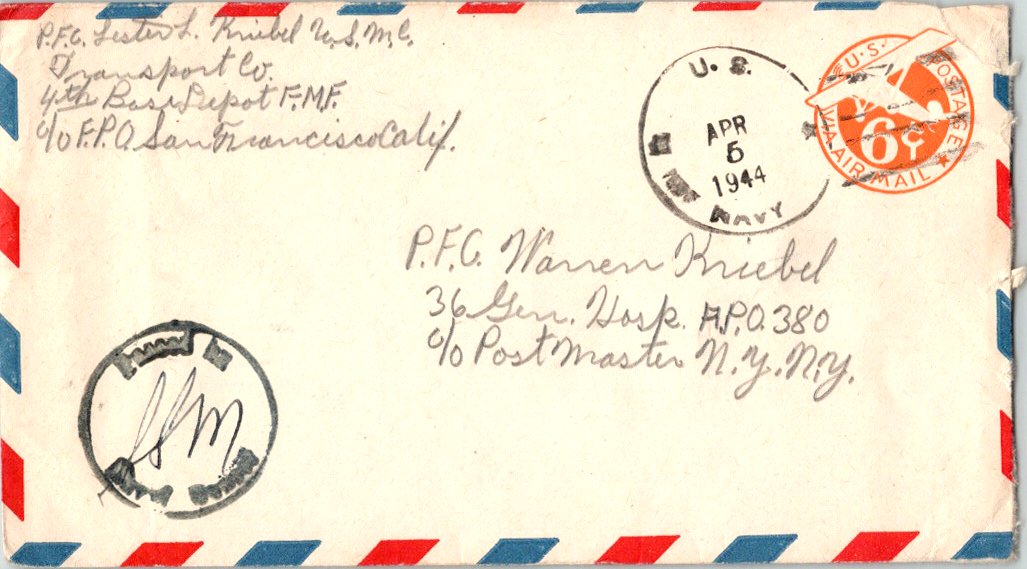 P.F.C. Lester L. Kriebel U.S.M.C.
Transport Co.
4th Base Depot F.M.F.
c/o F.P.O. San Francisco Calif.
U. S.
APR
5
1944
NAVY
U.S. POSTAGE
6¢
VIA AIR MAIL
P.F.C. Warren Kriebel
36 Gen. Hosp. A.P.O. 380
c/o Post Master N.Y. N.Y.